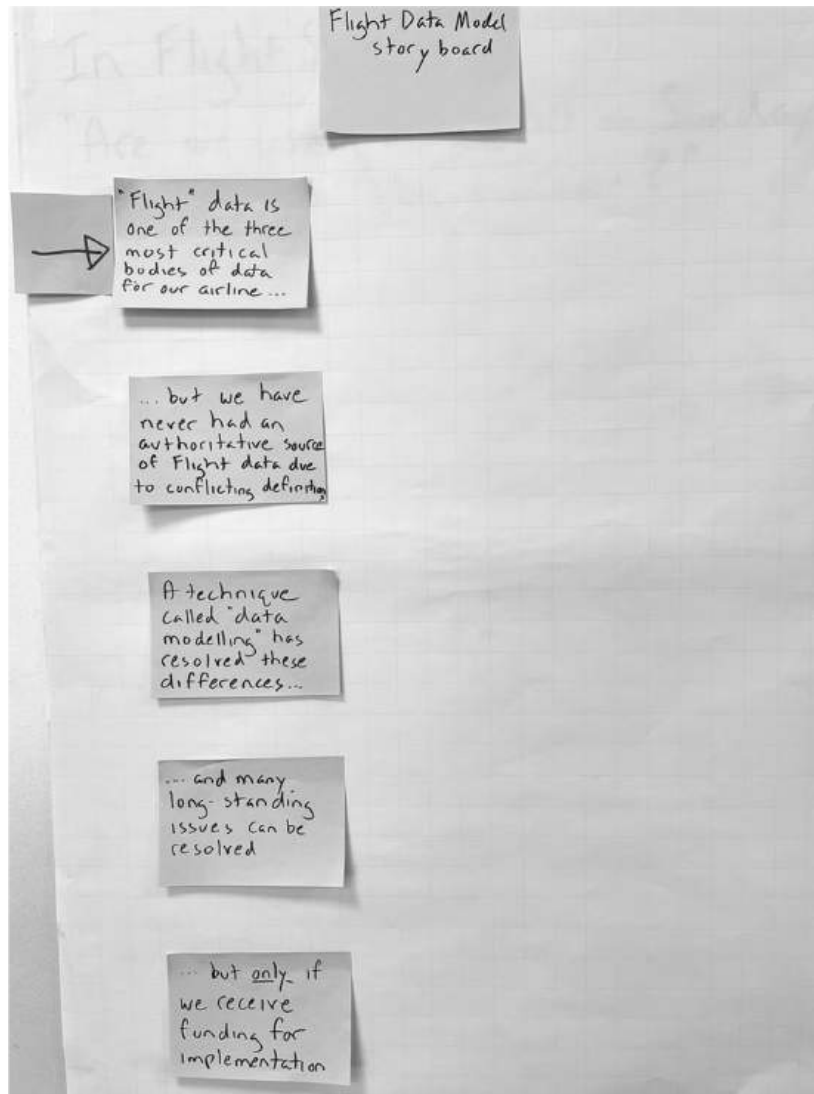 Flight Data Model
story board
"Flight" data is
one of the three
most critical
bodies of data
for our airline...
... but we have
never had an
authoritative source
of Flight data due
to conflicting definitions
A technique
called "data
modelling" has
resolved these
differences...
... and many
long-standing
issues can be
resolved
... but only if
we receive
funding for
implementation